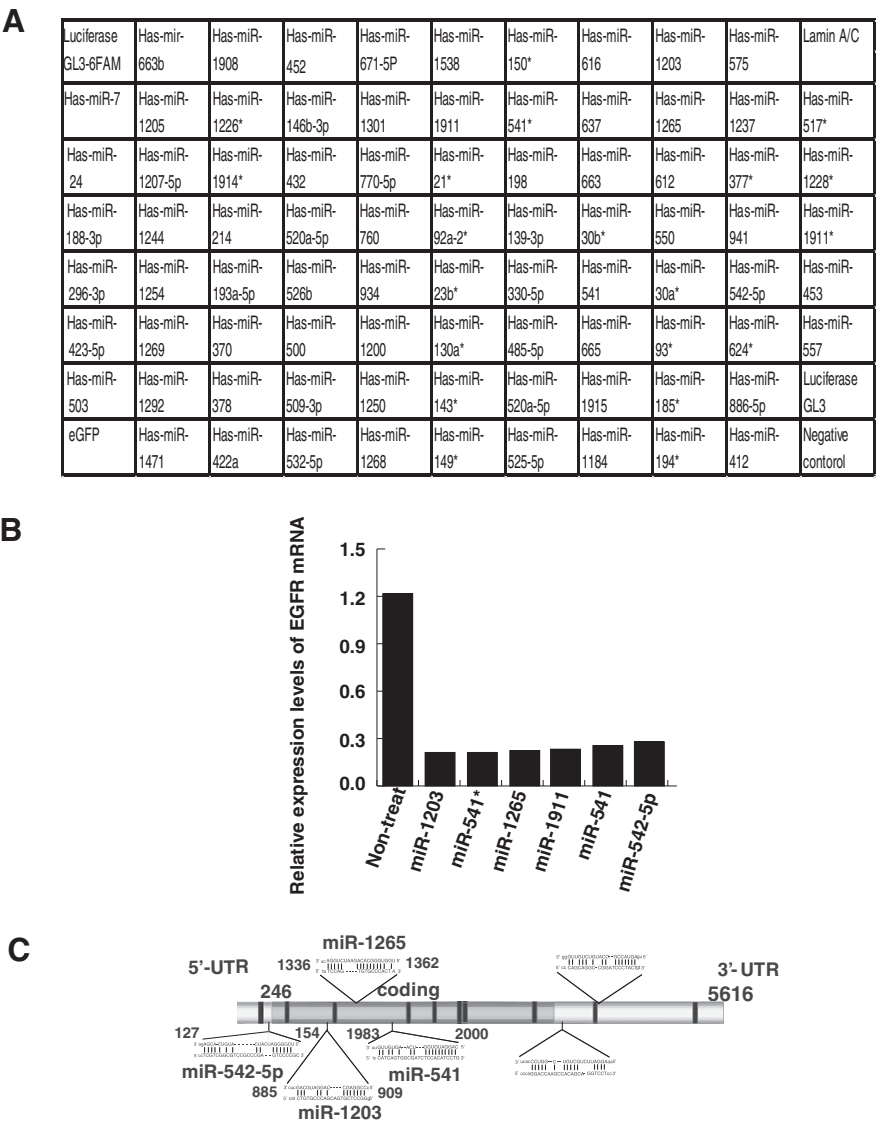 A
Luciferase GL3-6FAM
Has-mir-663b
Has-miR-1908
Has-miR-452
Has-miR-671-5P
Has-miR-1538
Has-miR-150*
Has-miR-616
Has-miR-1203
Has-miR-575
Lamin A/C
Has-miR-7
Has-miR-1205
Has-miR-1226*
Has-miR-146b-3p
Has-miR-1301
Has-miR-1911
Has-miR-541*
Has-miR-637
Has-miR-1265
Has-miR-1237
Has-miR-517*
Has-miR-24
Has-miR-1207-5p
Has-miR-1914*
Has-miR-432
Has-miR-770-5p
Has-miR-21*
Has-miR-198
Has-miR-663
Has-miR-612
Has-miR-377*
Has-miR-1228*
Has-miR-188-3p
Has-miR-1244
Has-miR-214
Has-miR-520a-5p
Has-miR-760
Has-miR-92a-2*
Has-miR-139-3p
Has-miR-30b*
Has-miR-550
Has-miR-941
Has-miR-1911*
Has-miR-296-3p
Has-miR-1254
Has-miR-193a-5p
Has-miR-526b
Has-miR-934
Has-miR-23b*
Has-miR-330-5p
Has-miR-541
Has-miR-30a*
Has-miR-542-5p
Has-miR-453
Has-miR-423-5p
Has-miR-1269
Has-miR-370
Has-miR-500
Has-miR-1200
Has-miR-130a*
Has-miR-485-5p
Has-miR-665
Has-miR-93*
Has-miR-624*
Has-miR-557
Has-miR-503
Has-miR-1292
Has-miR-378
Has-miR-509-3p
Has-miR-1250
Has-miR-143*
Has-miR-520a-5p
Has-miR-1915
Has-miR-185*
Has-miR-886-5p
Luciferase GL3
eGFP
Has-miR-1471
Has-miR-422a
Has-miR-532-5p
Has-miR-1268
Has-miR-149*
Has-miR-525-5p
Has-miR-1184
Has-miR-194*
Has-miR-412
Negative contorol
B
Relative expression levels of EGFR mRNA
1.5
1.2
0.9
0.6
0.3
0.0
Non-treat
miR-1203
miR-541*
miR-1265
miR-1911
miR-541
miR-542-5p
C
miR-1265
5'-UTR
1336
1362
3'- UTR
246
coding
5616
127
154
1983
2000
miR-542-5p
miR-541
885
909
miR-1203